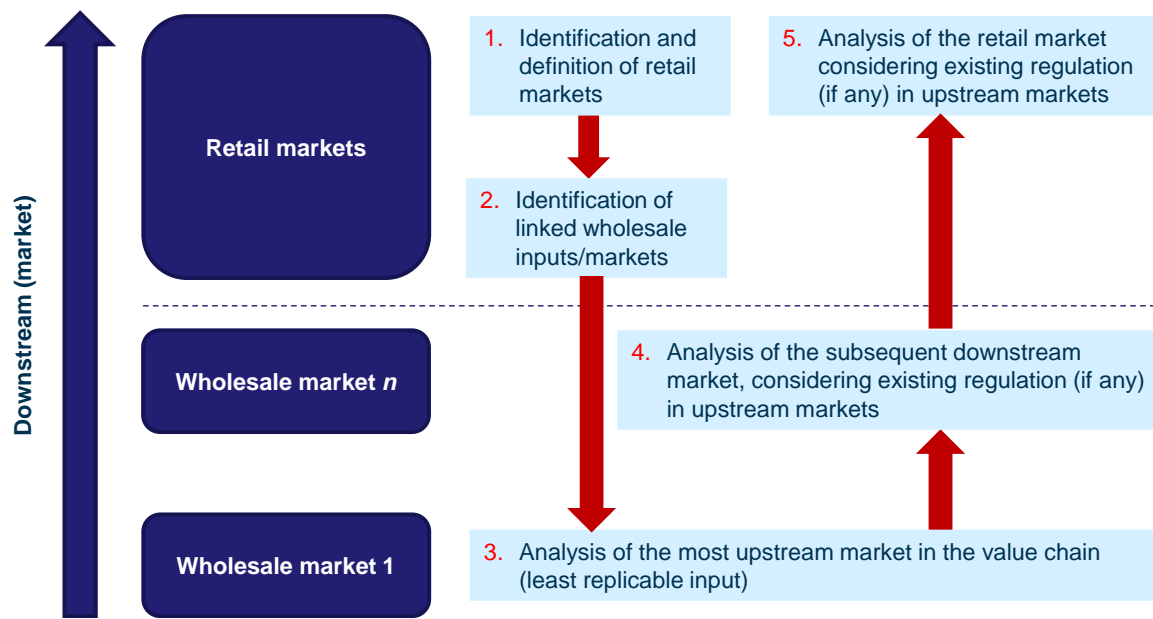 Downstream (market)
Retail markets
Wholesale market n
Wholesale market 1
1. Identification and
definition of retail
markets
2. Identification of
linked wholesale
inputs/markets
3. Analysis of the most upstream market in the value chain
(least replicable input)
4. Analysis of the subsequent downstream
market, considering existing regulation (if any)
in upstream markets
5. Analysis of the retail market
considering existing regulation
(if any) in upstream markets